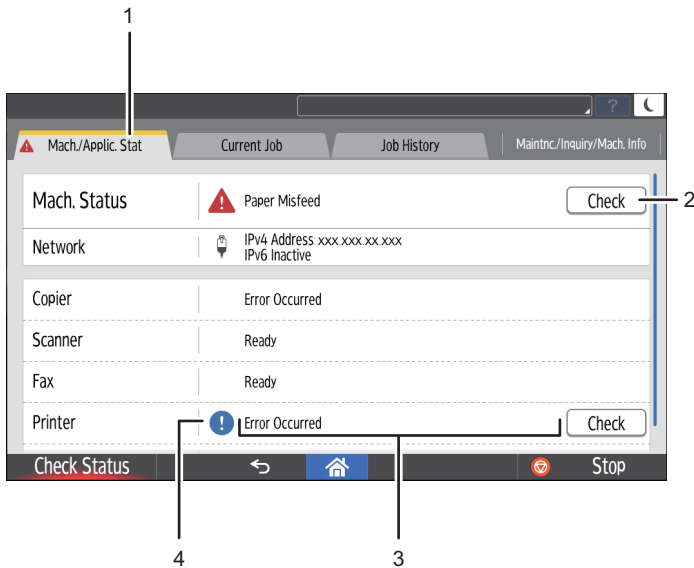 1
?
Mach./Applic. Stat
Current Job
Job History
Maintnc./Inquiry/Mach. Info
Mach. Status
! Paper Misfeed
Check
2
Network
IPv4 Address xxx.xxx.xx.xxx
IPv6 Inactive
Copier
Error Occurred
Scanner
Ready
Fax
Ready
Printer
! Error Occurred
Check
Check Status
Stop
4
3